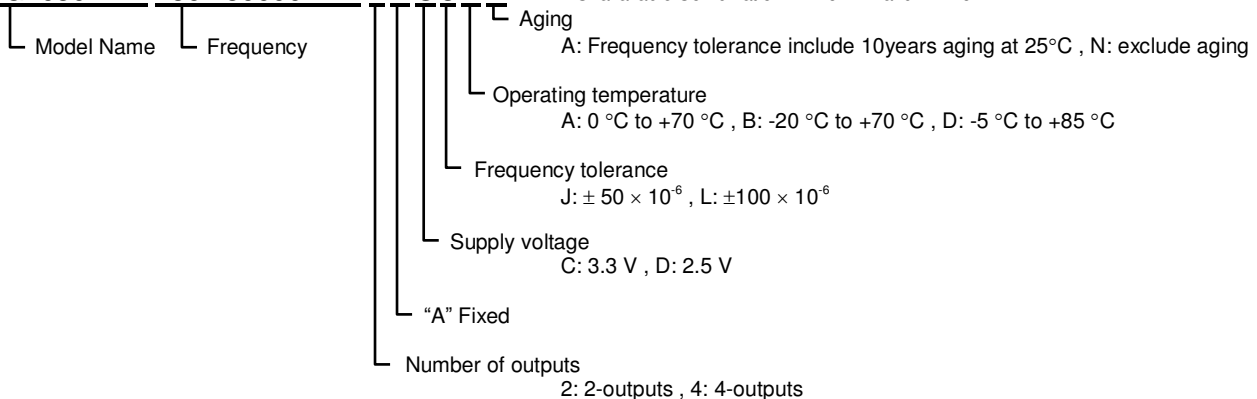 Aging
Model Name Frequency
A: Frequency tolerance include 10years aging at 25°C , N: exclude aging
Operating temperature
A: 0 °C to +70 °C , B: -20 °C to +70 °C , D: -5 °C to +85 °C
Frequency tolerance
J: ± 50 × 10⁻⁶ , L: ±100 × 10⁻⁶
Supply voltage
C: 3.3 V , D: 2.5 V
“A” Fixed
Number of outputs
2: 2-outputs , 4: 4-outputs